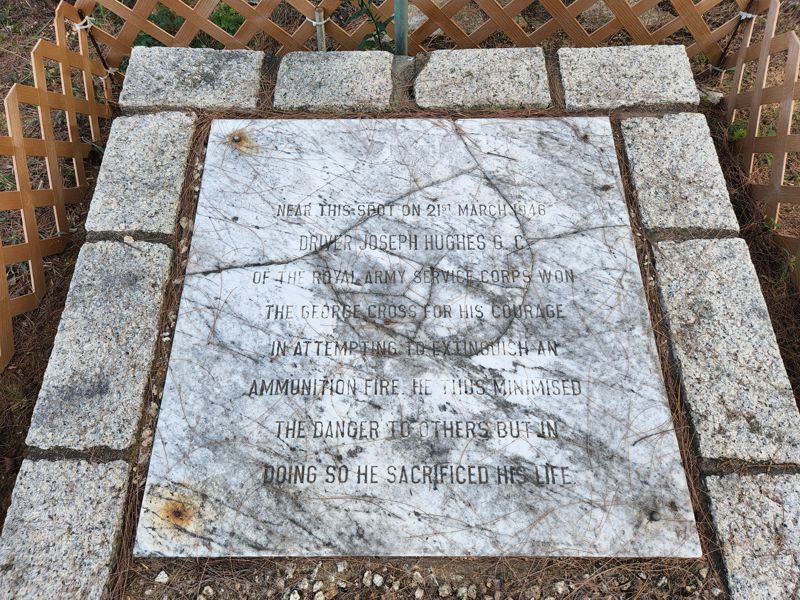 NEAR THIS SPOT ON 21ST MARCH 1946
DRIVER JOSEPH HUGHES G. C.
OF THE ROYAL ARMY SERVICE CORPS WON
THE GEORGE CROSS FOR HIS COURAGE
IN ATTEMPTING TO EXTINGUISH AN
AMMUNITION FIRE. HE THUS MINIMISED
THE DANGER TO OTHERS BUT IN
DOING SO HE SACRIFICED HIS LIFE.